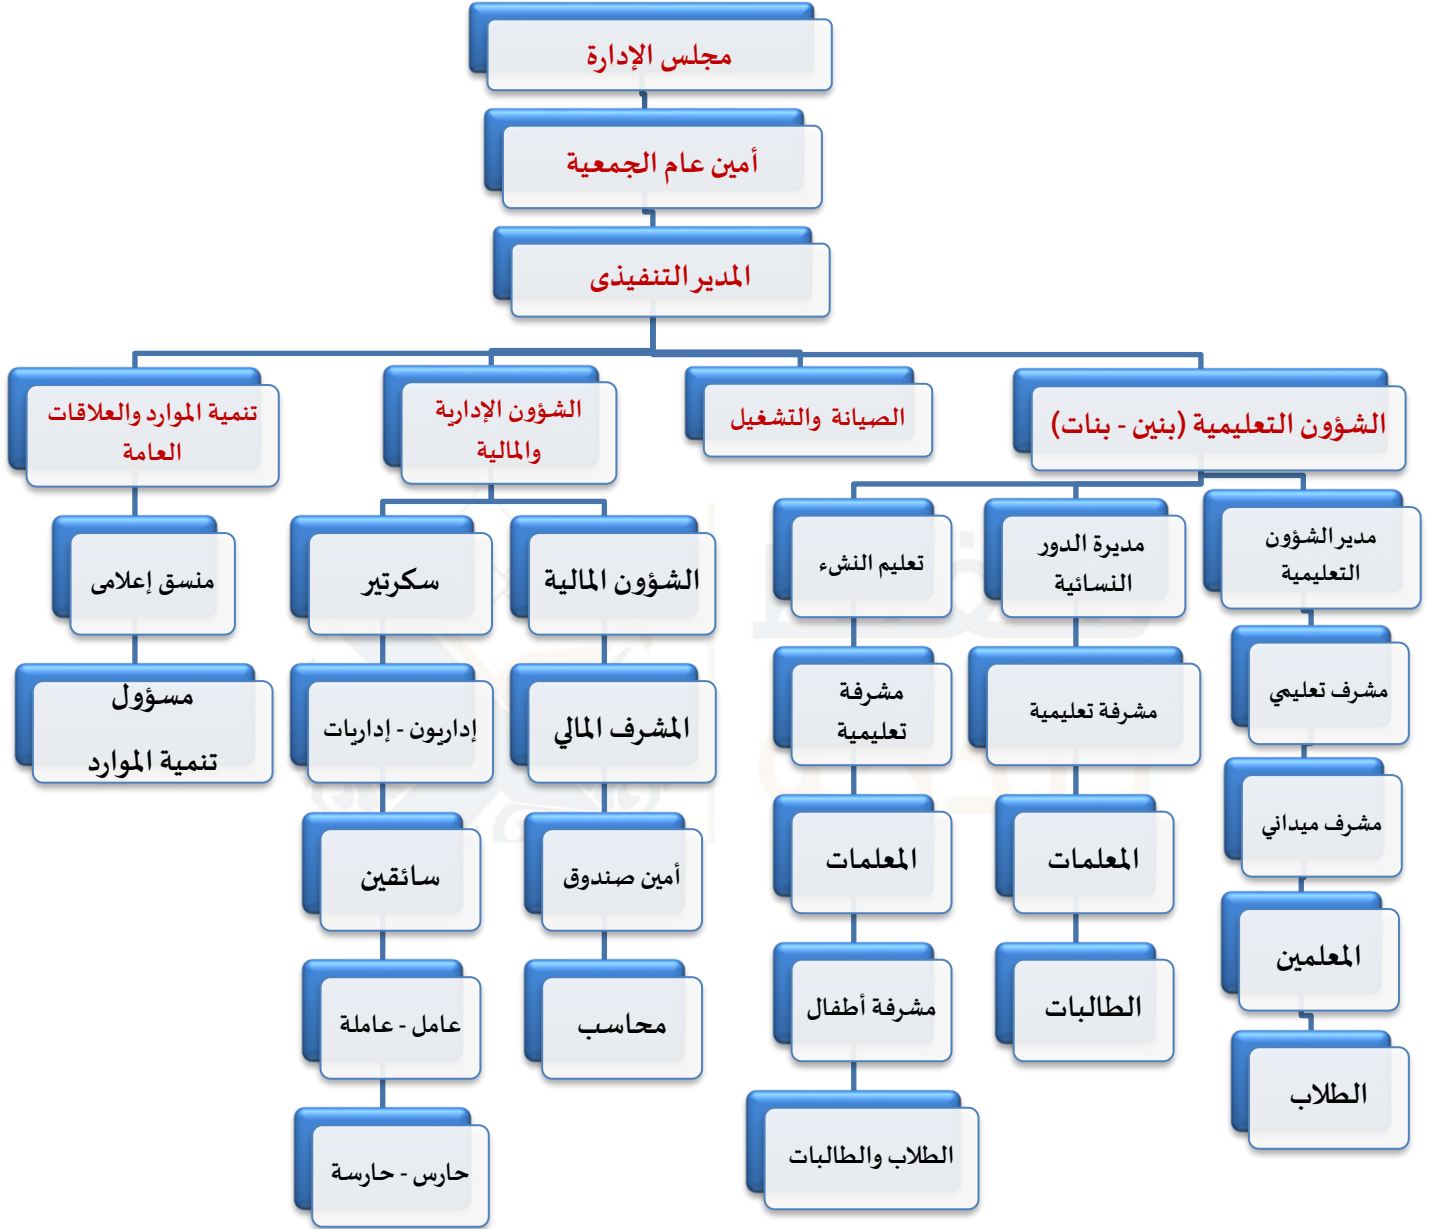 مجلس الإدارة
أمين عام الجمعية
المدير التنفيذى
الشؤون التعليمية (بنين - بنات)
الصيانة والتشغيل
الشؤون الإدارية
والمالية
تنمية الموارد والعلاقات
العامة
مدير الشؤون
التعليمية
مشرف تعليمي
مشرف ميداني
المعلمين
الطلاب
مديرة الدور
النسائية
مشرفة تعليمية
المعلمات
الطالبات
تعليم النشء
مشرفة
تعليمية
المعلمات
مشرفة أطفال
الطلاب والطالبات
الشؤون المالية
المشرف المالي
أمين صندوق
محاسب
سكرتير
إداريون - إداريات
سائقين
عامل - عاملة
حارس - حارسة
منسق إعلامى
مسؤول
تنمية الموارد